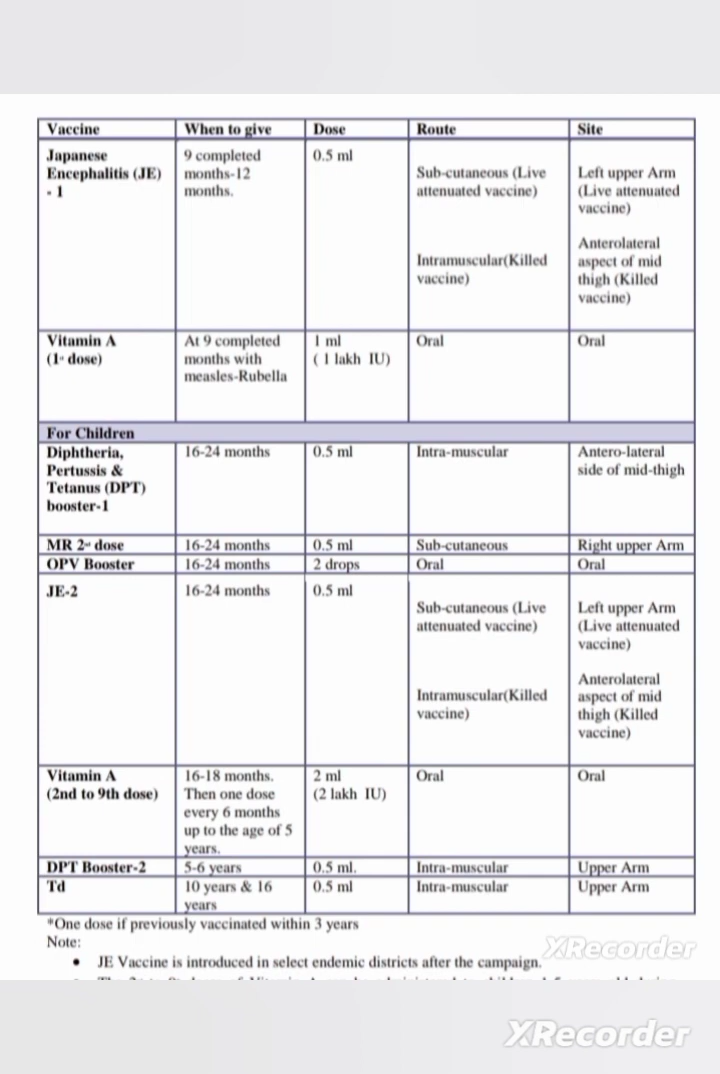 Vaccine When to give Dose Route Site
Japanese Encephalitis (JE) - 1
9 completed months-12 months.
0.5 ml
Sub-cutaneous (Live attenuated vaccine)
Intramuscular(Killed vaccine)
Left upper Arm (Live attenuated vaccine)
Anterolateral aspect of mid thigh (Killed vaccine)
Vitamin A
(1st dose)
At 9 completed months with measles-Rubella
1 ml
( 1 lakh IU)
Oral
Oral
For Children
Diphtheria, Pertussis & Tetanus (DPT) booster-1
16-24 months
0.5 ml
Intra-muscular
Antero-lateral side of mid-thigh
MR 2nd dose 16-24 months 0.5 ml Sub-cutaneous Right upper Arm
OPV Booster 16-24 months 2 drops Oral Oral
JE-2
16-24 months
0.5 ml
Sub-cutaneous (Live attenuated vaccine)
Intramuscular(Killed vaccine)
Left upper Arm (Live attenuated vaccine)
Anterolateral aspect of mid thigh (Killed vaccine)
Vitamin A
(2nd to 9th dose)
16-18 months. Then one dose every 6 months up to the age of 5 years.
2 ml
(2 lakh IU)
Oral
Oral
DPT Booster-2 5-6 years 0.5 ml. Intra-muscular Upper Arm
Td 10 years & 16 years 0.5 ml Intra-muscular Upper Arm
*One dose if previously vaccinated within 3 years
Note:
• JE Vaccine is introduced in select endemic districts after the campaign.
XRecorder
XRecorder